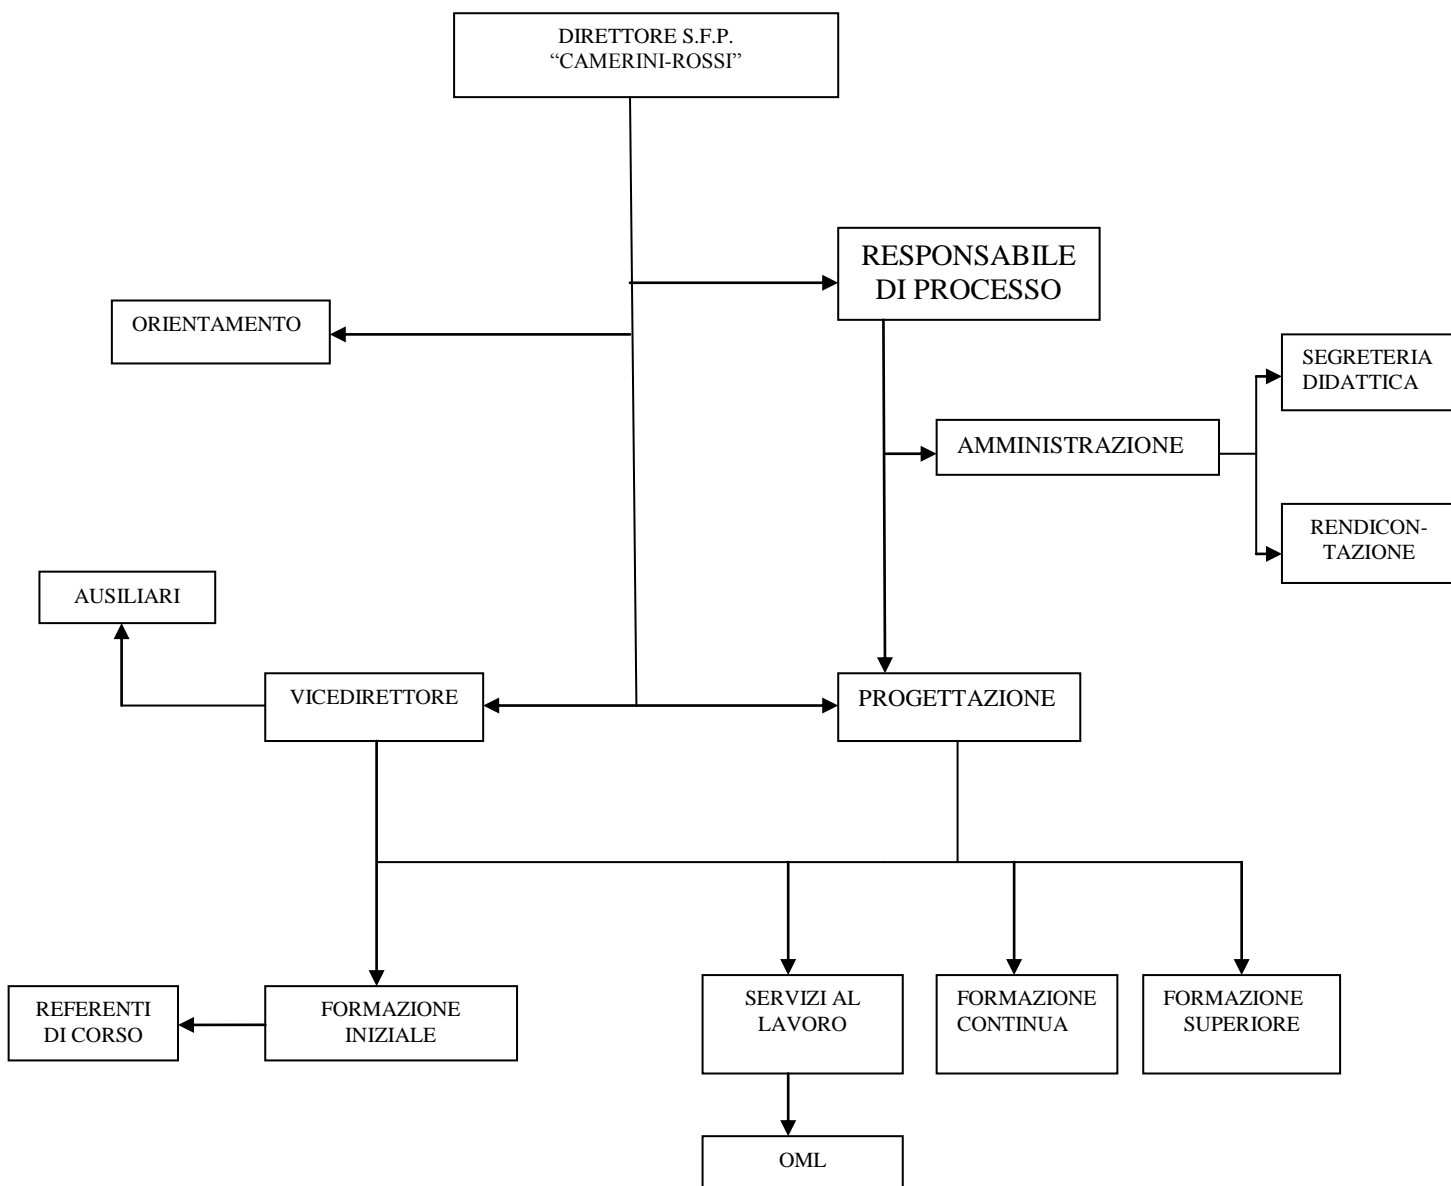 DIRETTORE S.F.P.
“CAMERINI-ROSSI”
RESPONSABILE
DI PROCESSO
ORIENTAMENTO
SEGRETERIA
DIDATTICA
AMMINISTRAZIONE
RENDICON-
TAZIONE
AUSILIARI
VICEDIRETTORE
PROGETTAZIONE
REFERENTI
DI CORSO
FORMAZIONE
INIZIALE
SERVIZI AL
LAVORO
FORMAZIONE
CONTINUA
FORMAZIONE
SUPERIORE
OML